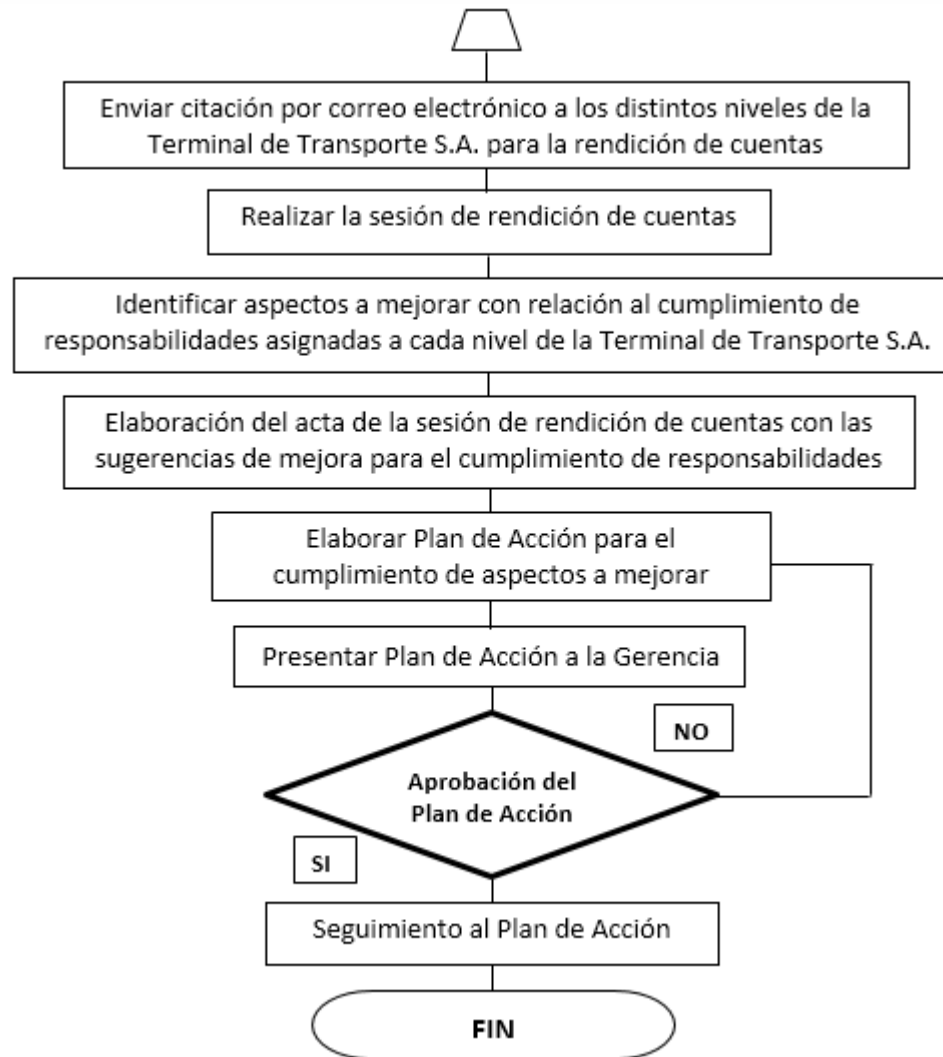 Enviar citación por correo electrónico a los distintos niveles de la
Terminal de Transporte S.A. para la rendición de cuentas
Realizar la sesión de rendición de cuentas
Identificar aspectos a mejorar con relación al cumplimiento de
responsabilidades asignadas a cada nivel de la Terminal de Transporte S.A.
Elaboración del acta de la sesión de rendición de cuentas con las
sugerencias de mejora para el cumplimiento de responsabilidades
Elaborar Plan de Acción para el
cumplimiento de aspectos a mejorar
Presentar Plan de Acción a la Gerencia
NO
Aprobación del
Plan de Acción
SI
Seguimiento al Plan de Acción
FIN